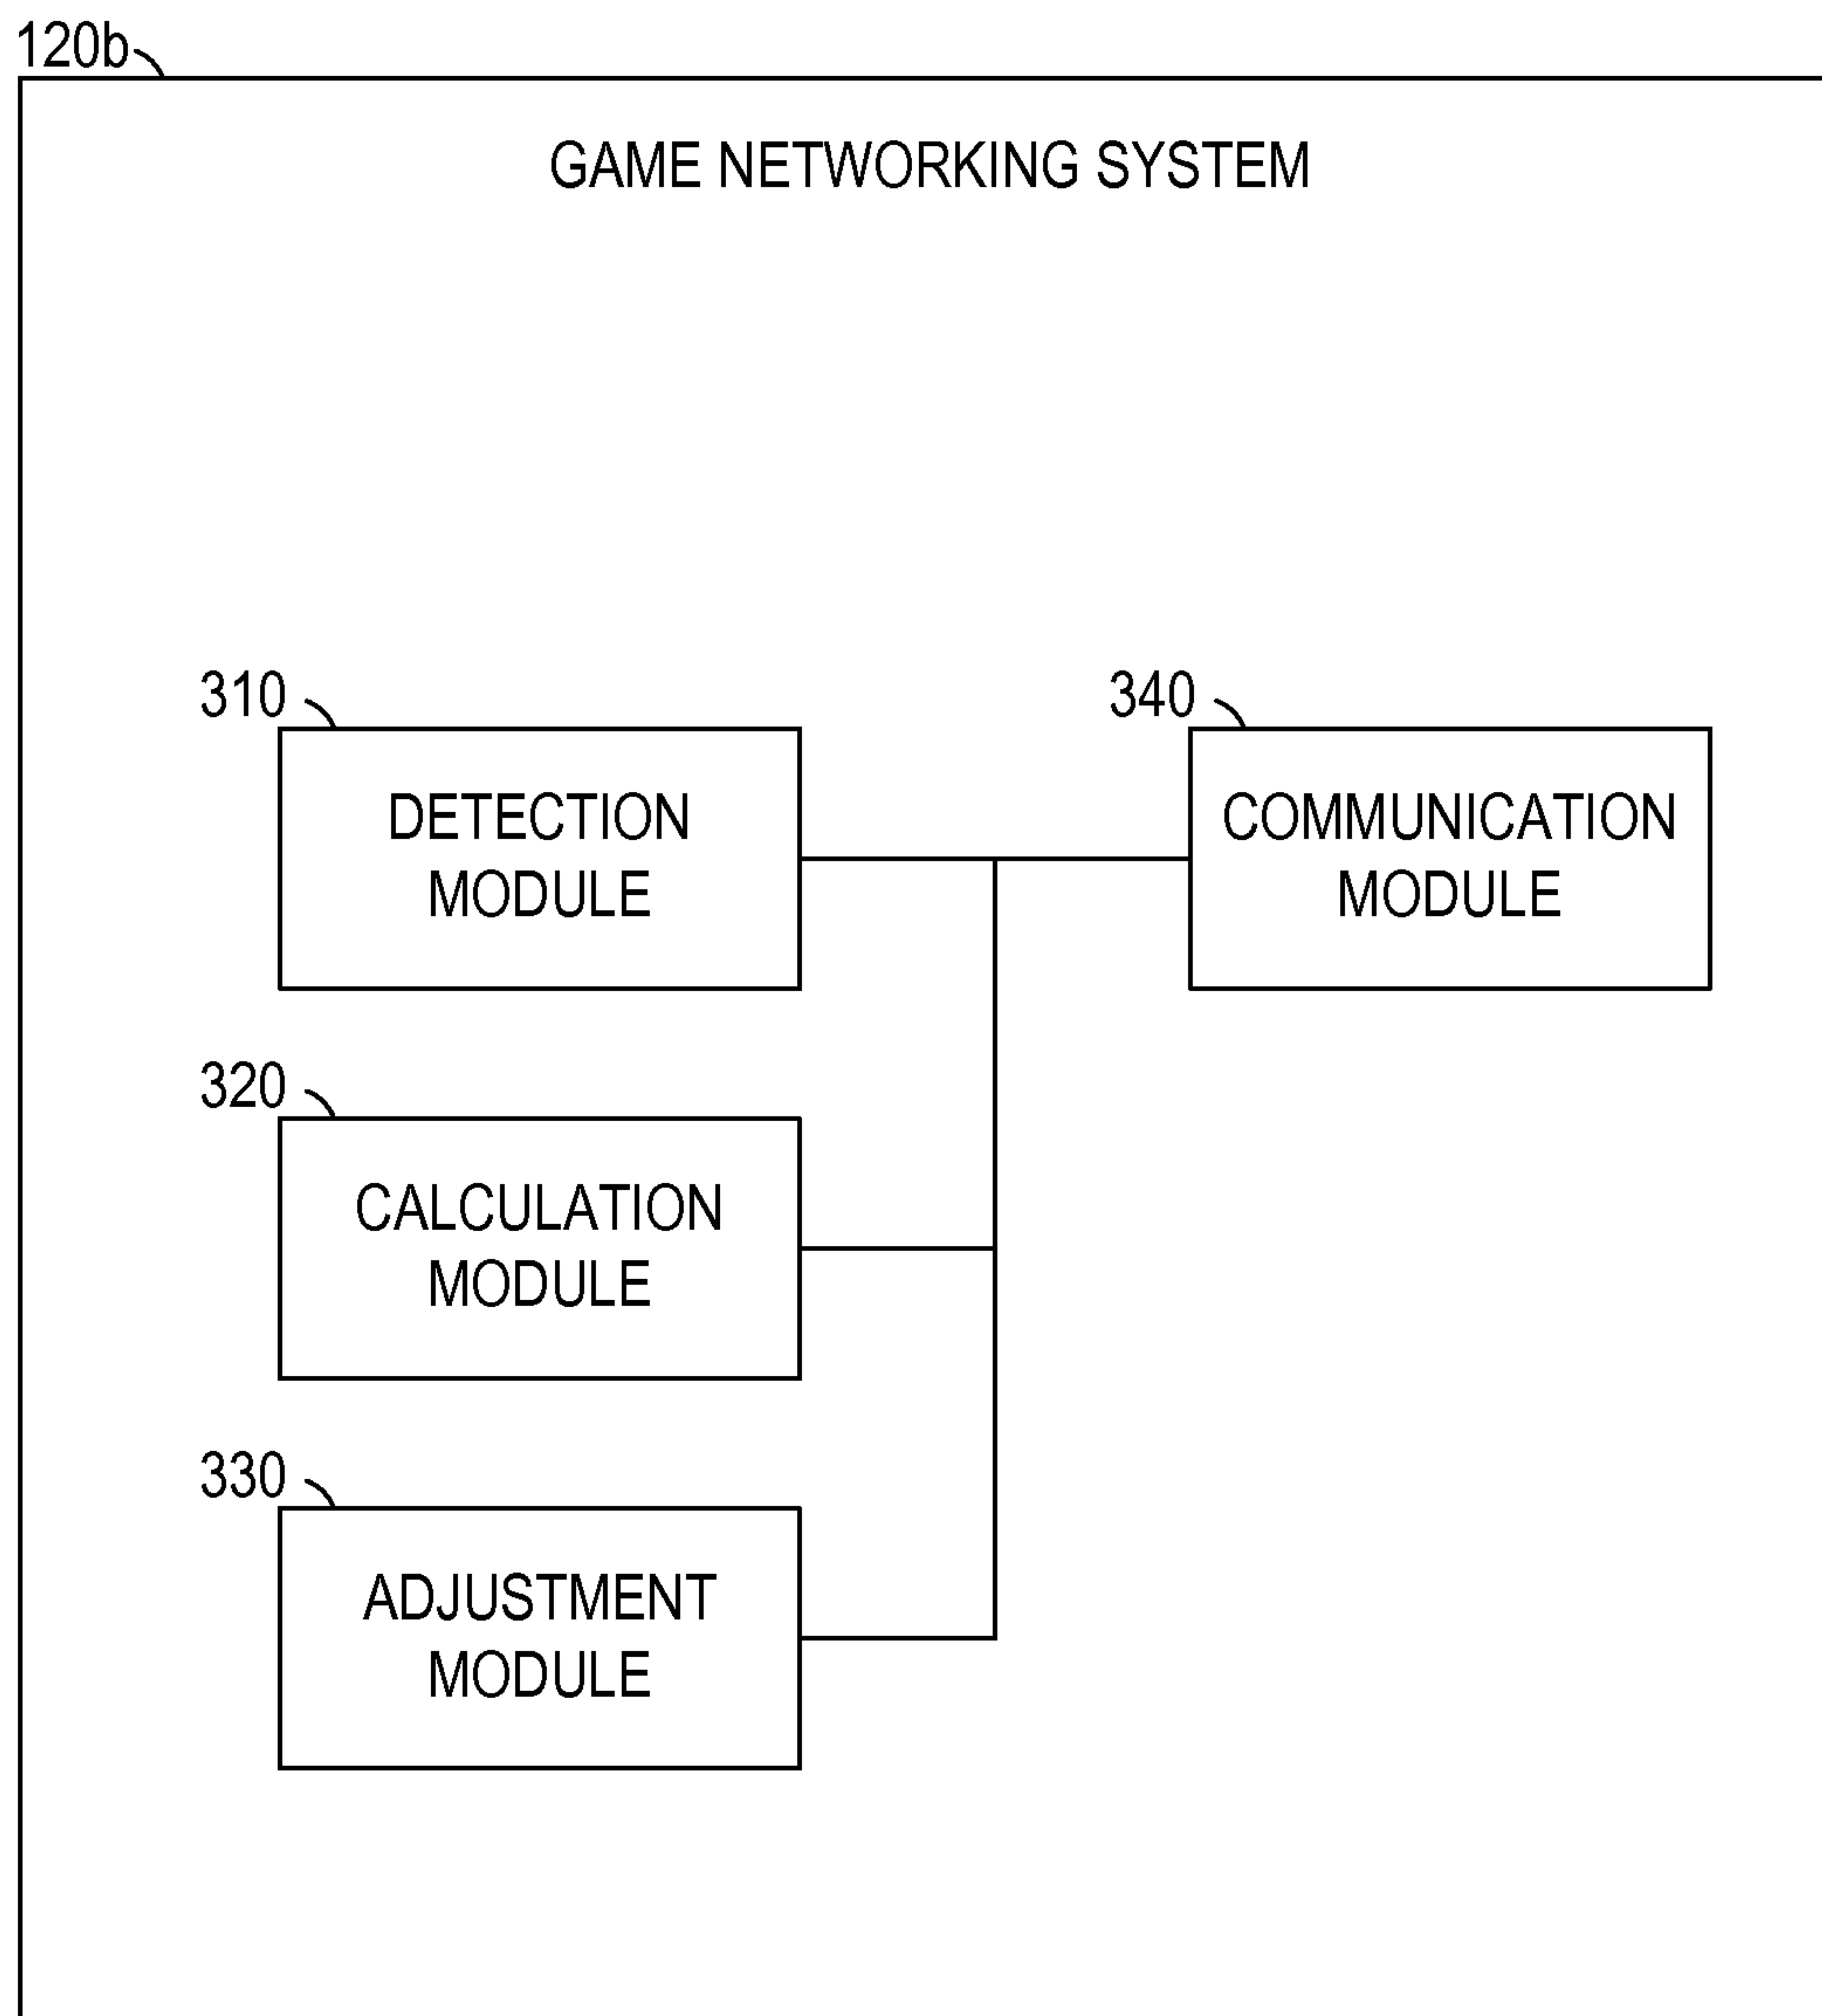 120b
GAME NETWORKING SYSTEM
310
DETECTION
MODULE
340
COMMUNICATION
MODULE
320
CALCULATION
MODULE
330
ADJUSTMENT
MODULE